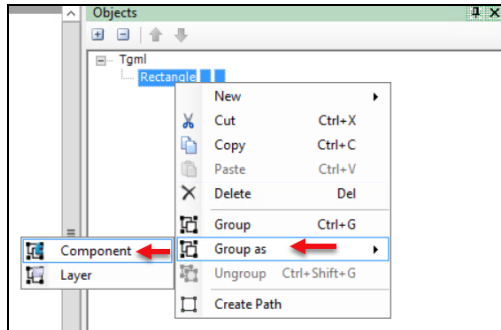 Objects
Tgml
Rectangle
New
Cut Ctrl+X
Copy Ctrl+C
Paste Ctrl+V
Delete Del
Group Ctrl+G
Component Group as
Layer Ungroup Ctrl+Shift+G
Create Path